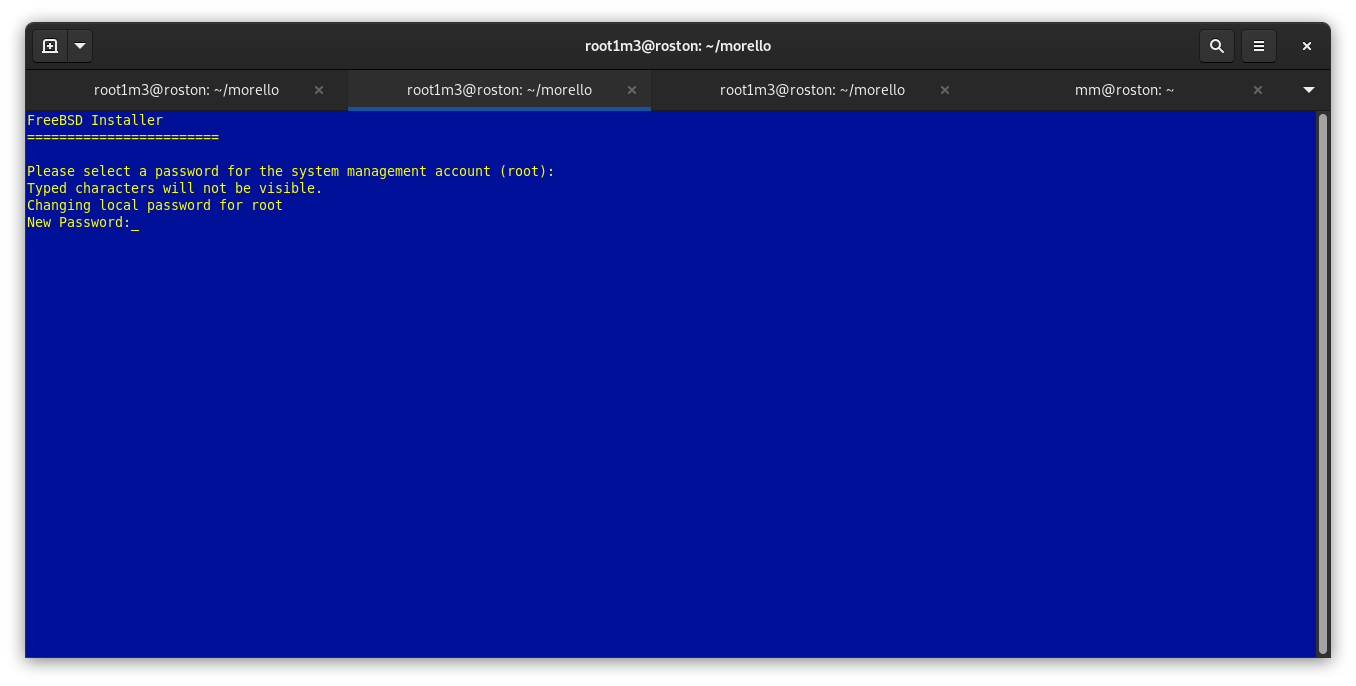 root1m3@roston: ~/morello
root1m3@roston: ~/morello
root1m3@roston: ~/morello
root1m3@roston: ~/morello
mm@roston: ~
FreeBSD Installer
========================
Please select a password for the system management account (root):
Typed characters will not be visible.
Changing local password for root
New Password:_